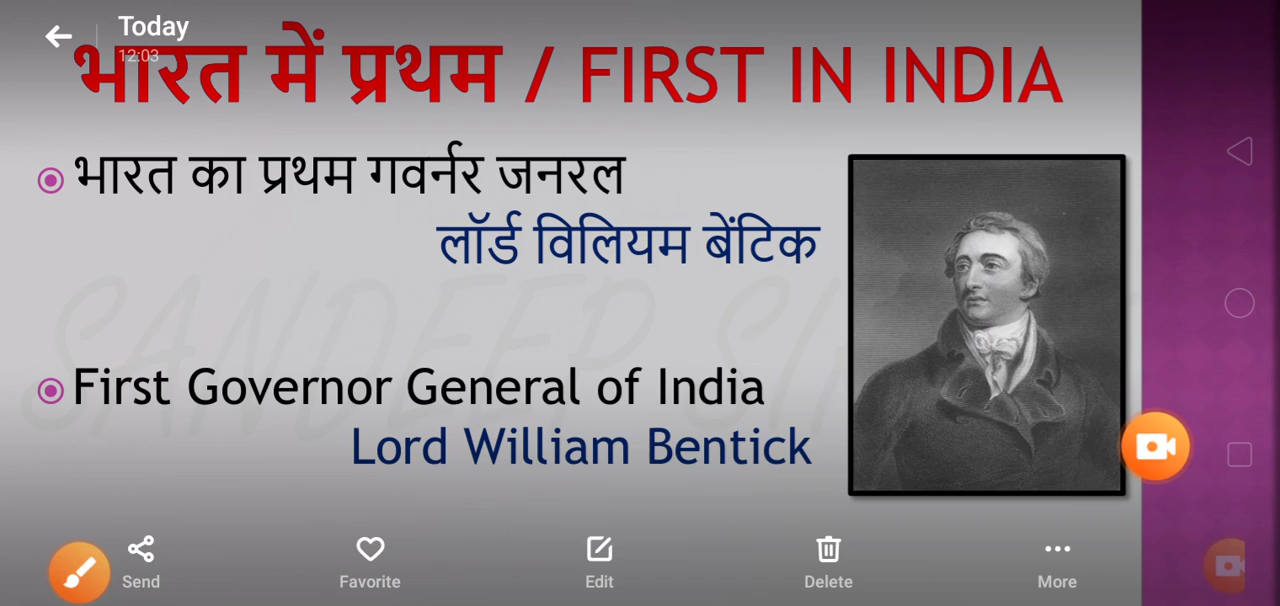 Today
12:03
भारत में प्रथम / FIRST IN INDIA
भारत का प्रथम गवर्नर जनरल
लॉर्ड विलियम बेंटिक
SANDEEP
First Governor General of India
Lord William Bentick
Send
Favorite
Edit
Delete
More